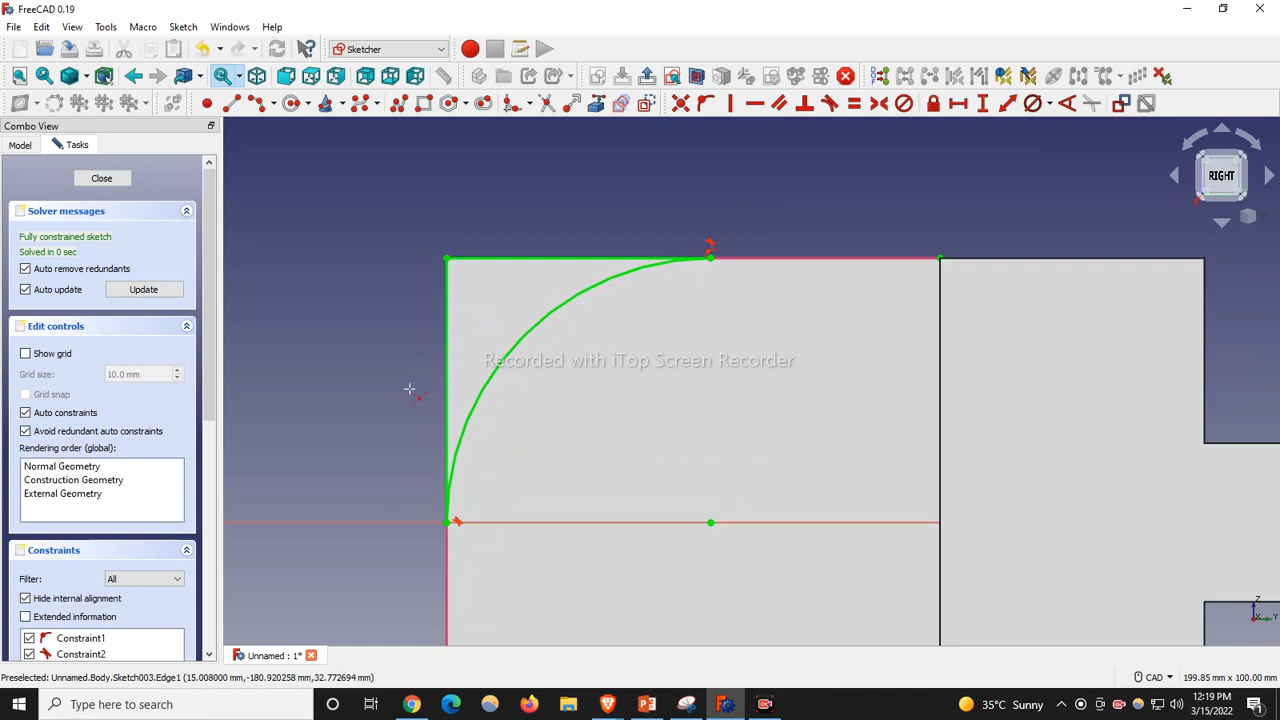 FreeCAD 0.19
File Edit View Tools Macro Sketch Windows Help
Sketcher
Combo View
Model Tasks
Close
Solver messages
Fully constrained sketch
Solved in 0 sec
Auto remove redundants
Auto update Update
Edit controls
Show grid
Grid size: 10.0 mm
Grid snap
Auto constraints
Avoid redundant auto constraints
Rendering order (global):
Normal Geometry
Construction Geometry
External Geometry
Constraints
Filter: All
Hide internal alignment
Extended information
Constraint1
Constraint2
RIGHT
Recorded with iTop Screen Recorder
Z
X Y
Unnamed : 1*
Preselected: Unnamed.Body.Sketch003.Edge1 (15.008000 mm,-180.920258 mm,32.772694 mm)
CAD 199.85 mm x 100.00 mm
Type here to search
35°C Sunny
12:19 PM
3/15/2022